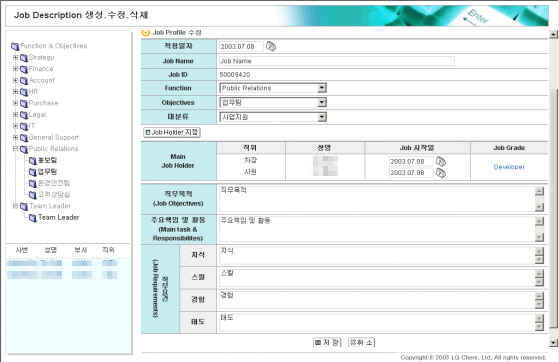 Job Description 생성.수정.삭제
Enter
Function & Objectives
Strategy
Finance
Account
HR
Purchase
Legal
IT
General Support
Public Relations
홍보팀
업무팀
환경안전팀
고객상담실
Team Leader
Team Leader
사번 성명 부서 직위
Job Profile 수정
작성일자 2003.07.08
Job Name Job Name
Job ID 50009420
Function Public Relations
Objectives 업무팀
대분류 사업지원
Job Holder 지정
Main Job Holder 직위 성명 Job 시작일 Job Grade
차장 2003.07.08 Developer
사원 2003.07.08
직무목적 (Job Objectives) 직무목적
주요책임 및 활동 (Main task & Responsibilites) 주요책임 및 활동
(Job Requirements)
지식 지식
스킬 스킬
경험 경험
태도 태도
저 장 취 소
Copyright © 2003 LG Chem, Ltd. All rights reserved.